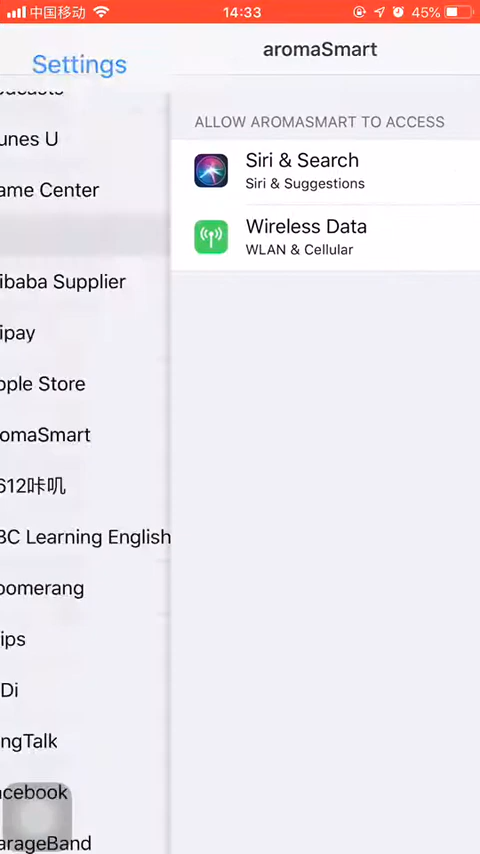 中国移动 14:33 45%
Settings
aromaSmart
odcasts
unes U
ame Center
ibaba Supplier
ipay
pple Store
omaSmart
612咔叽
BC Learning English
oomerang
ips
Di
ngTalk
acebook
arageBand
ALLOW AROMASMART TO ACCESS
Siri & Search
Siri & Suggestions
Wireless Data
WLAN & Cellular